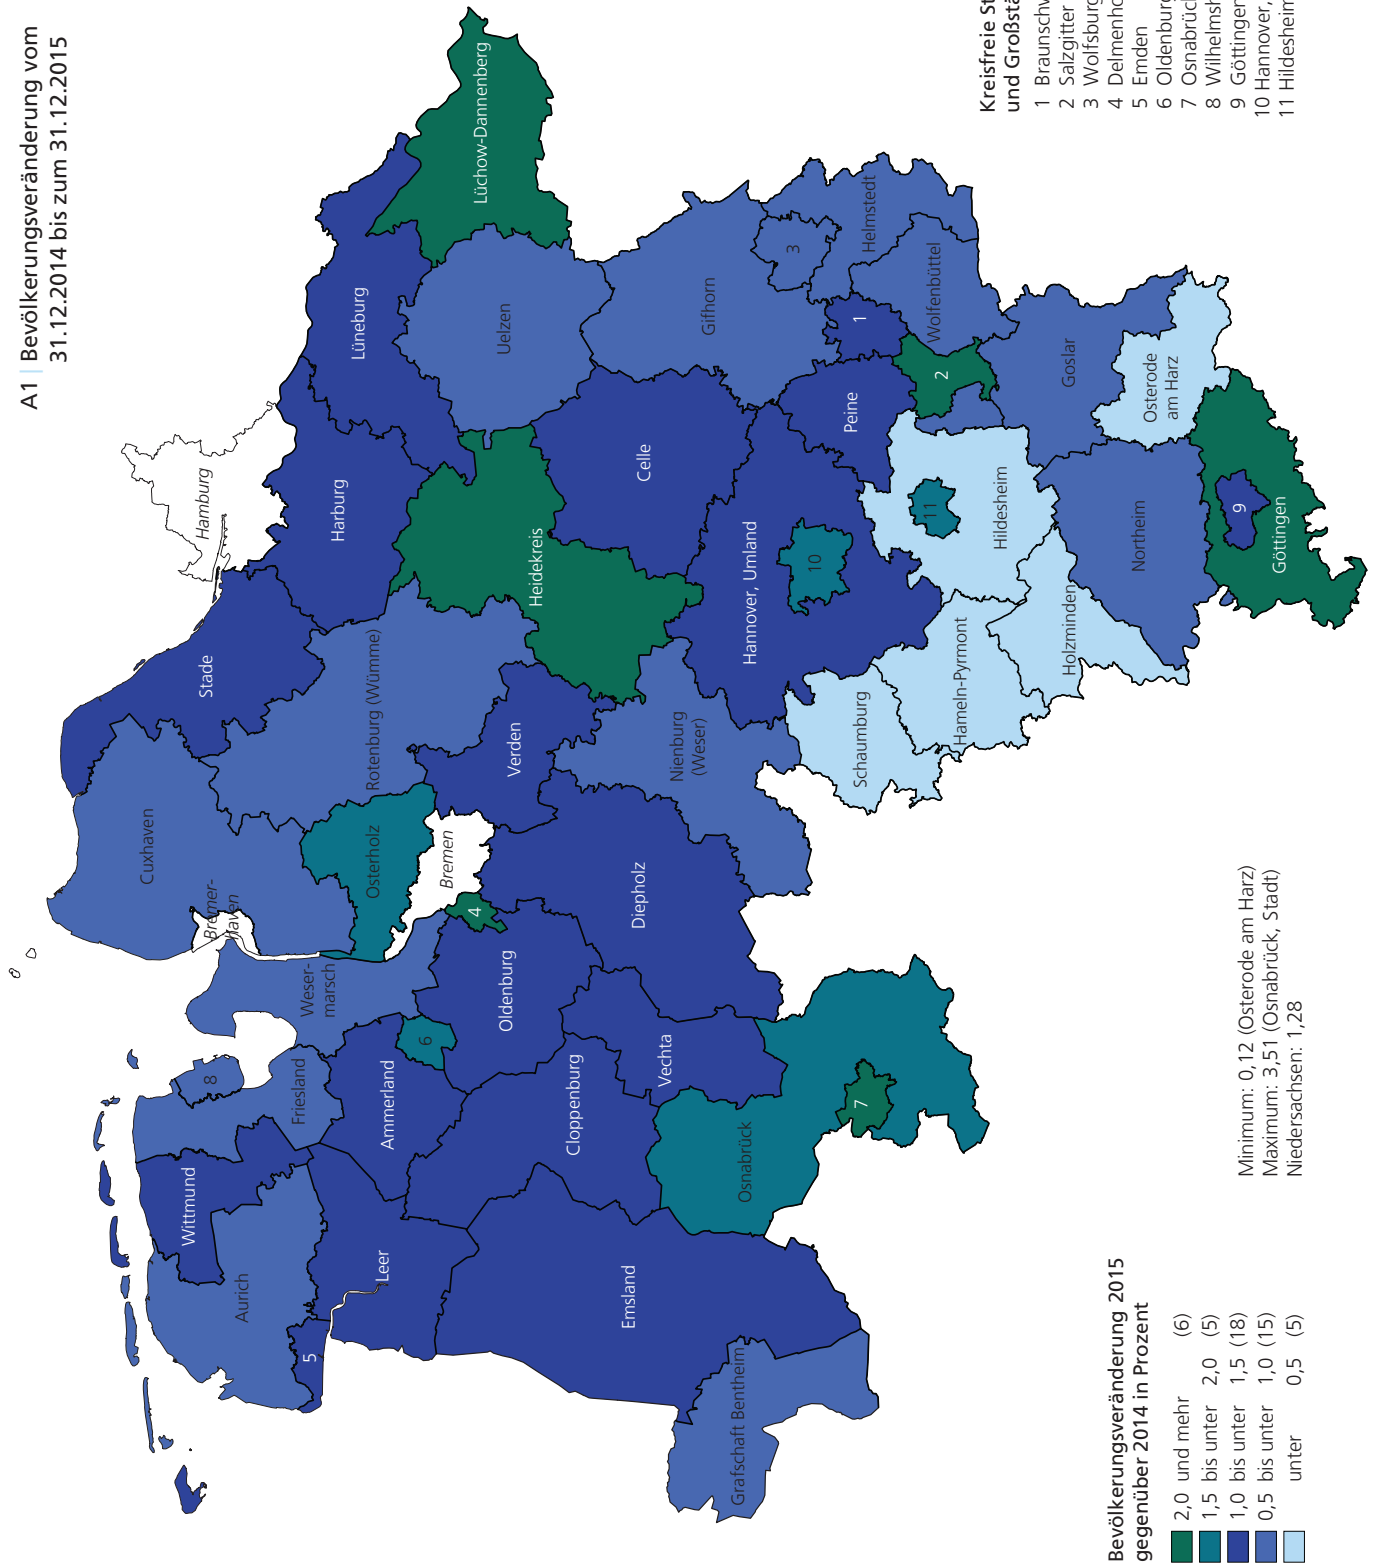 A1 | Bevölkerungsveränderung vom
31.12.2014 bis zum 31.12.2015
Hamburg
Lüchow-Dannenberg
Lüneburg
Harburg
Stade
Cuxhaven
Bremer-
haven
Uelzen
Heidekreis
Rotenburg (Wümme)
Osterholz
Bremen
Verden
Weser-
marsch
8
Friesland
Wittmund
Aurich
5
Leer
Ammerland
6
Oldenburg
4
Cloppenburg
Vechta
Diepholz
Nienburg
(Weser)
Emsland
Grafschaft Bentheim
Osnabrück
7
Celle
Gifhorn
3
Helmstedt
Wolfenbüttel
1
2
Peine
Hannover, Umland
10
Schaumburg
Hameln-Pyrmont
Hildesheim
11
Holzminden
Goslar
Osterode
am Harz
Northeim
Göttingen
9
Kreisfreie St
und Großstä
1 Braunschw
2 Salzgitter
3 Wolfsburg
4 Delmenho
5 Emden
6 Oldenburg
7 Osnabrück
8 Wilhelmsh
9 Göttingen
10 Hannover,
11 Hildesheim
Minimum: 0,12 (Osterode am Harz)
Maximum: 3,51 (Osnabrück, Stadt)
Niedersachsen: 1,28
Bevölkerungsveränderung 2015
gegenüber 2014 in Prozent
2,0 und mehr (6)
1,5 bis unter 2,0 (5)
1,0 bis unter 1,5 (18)
0,5 bis unter 1,0 (15)
unter 0,5 (5)